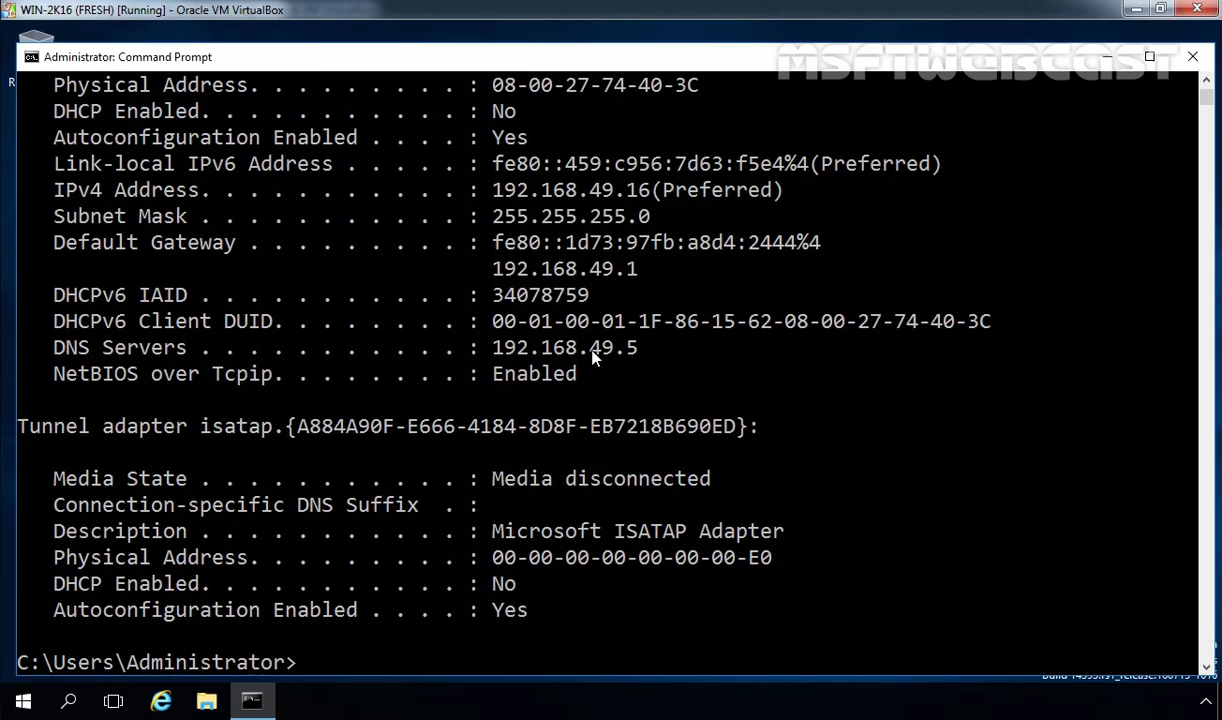 WIN-2K16 (FRESH) [Running] - Oracle VM VirtualBox
Administrator: Command Prompt
MSFTWEBCAST
Physical Address. . . . . . . . . : 08-00-27-74-40-3C
DHCP Enabled. . . . . . . . . . . : No
Autoconfiguration Enabled . . . . : Yes
Link-local IPv6 Address . . . . . : fe80::459:c956:7d63:f5e4%4(Preferred)
IPv4 Address. . . . . . . . . . . : 192.168.49.16(Preferred)
Subnet Mask . . . . . . . . . . . : 255.255.255.0
Default Gateway . . . . . . . . . : fe80::1d73:97fb:a8d4:2444%4
192.168.49.1
DHCPv6 IAID . . . . . . . . . . . : 34078759
DHCPv6 Client DUID. . . . . . . . : 00-01-00-01-1F-86-15-62-08-00-27-74-40-3C
DNS Servers . . . . . . . . . . . : 192.168.49.5
NetBIOS over Tcpip. . . . . . . . : Enabled
Tunnel adapter isatap.{A884A90F-E666-4184-8D8F-EB7218B690ED}:
Media State . . . . . . . . . . . : Media disconnected
Connection-specific DNS Suffix  . :
Description . . . . . . . . . . . : Microsoft ISATAP Adapter
Physical Address. . . . . . . . . : 00-00-00-00-00-00-00-E0
DHCP Enabled. . . . . . . . . . . : No
Autoconfiguration Enabled . . . . : Yes
C:\Users\Administrator>